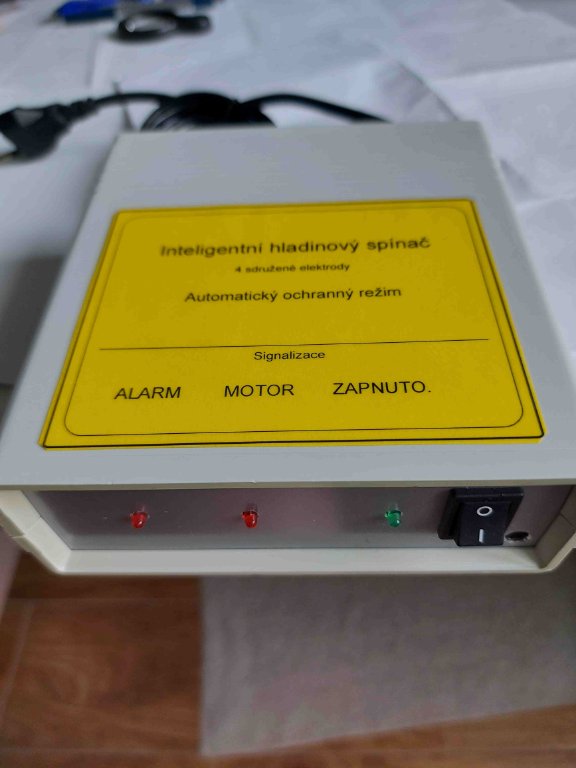 Inteligentní hladinový spínač
4 sdružené elektrody
Automatický ochranný režim
Signalizace
ALARM MOTOR ZAPNUTO.
O
I